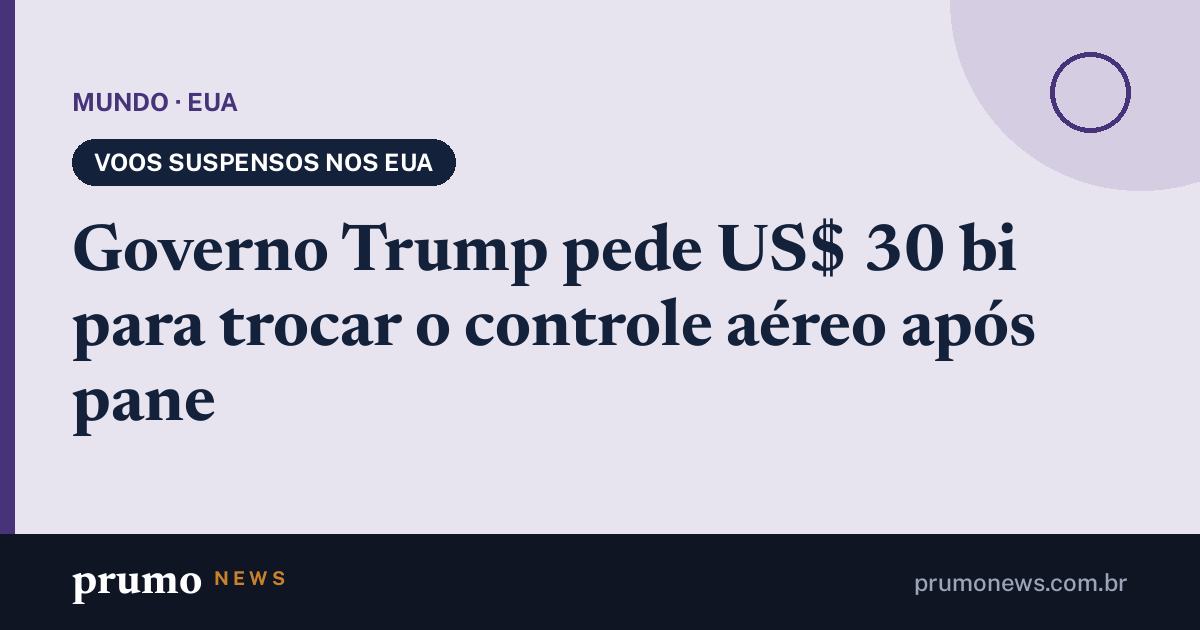 MUNDO · EUA
VOOS SUSPENSOS NOS EUA
Governo Trump pede US$ 30 bi
para trocar o controle aéreo após
pane
prumo NEWS
prumonews.com.br